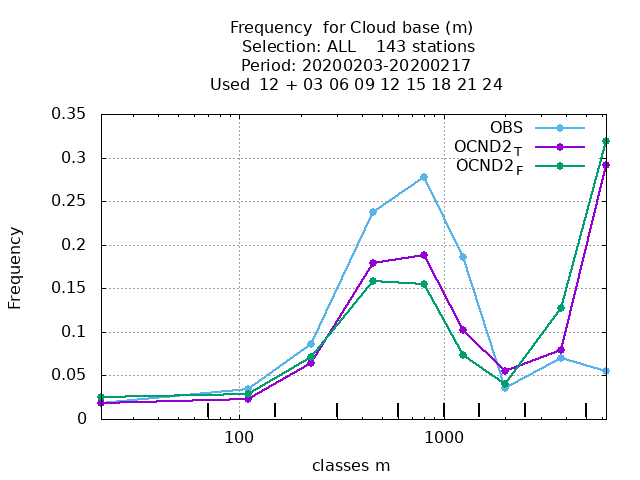 Frequency  for Cloud base (m)
Selection: ALL    143 stations
Period: 20200203-20200217
Used  12 + 03 06 09 12 15 18 21 24
0.35
0.3
0.25
0.2
0.15
0.1
0.05
0
Frequency
OBS
OCND2T
OCND2F
100
1000
classes m